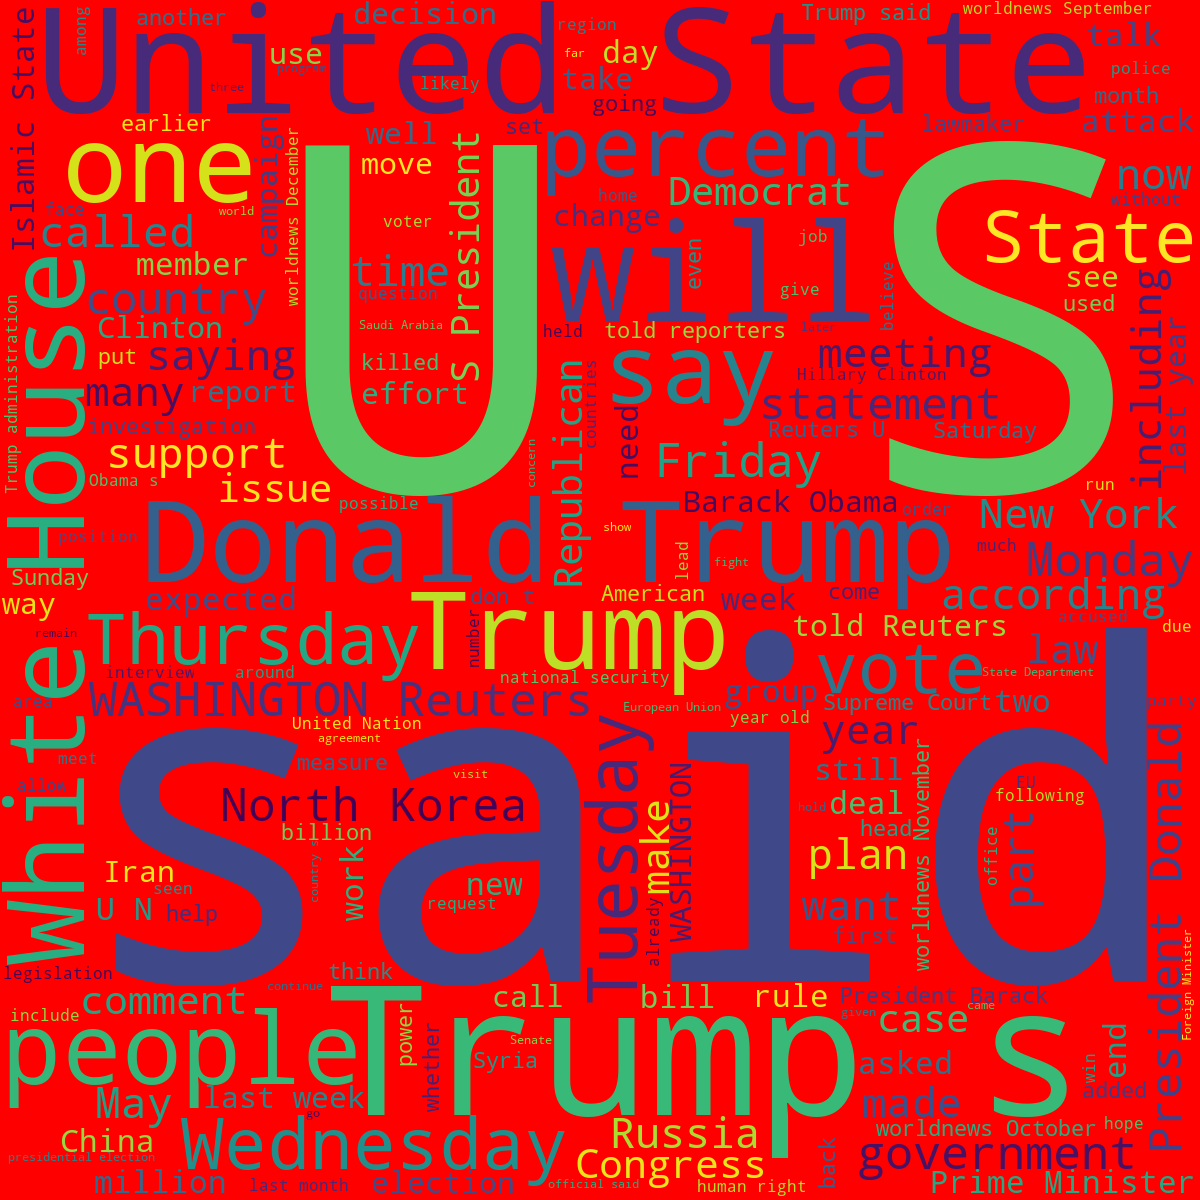 United State
another
decision
region
Trump said
worldnews September
talk
among
use
far
day
program
take
three
likely
going
police
month
Islamic State
earlier
campaign
well
set
percent
lawmaker
attack
one
move
worldnews December
U S
S President
home
Democrat
now
without
face
world
called
voter
change
job
State
member
time
will
even
country
question
give
believe
see
used
House
Clinton
Saudi Arabia
held
told reporters
later
put
saying
killed
say
meeting
including
last year
Trump administration
many
report
effort
Republican
countries
Hillary Clinton
statement
investigation
need
Reuters U
Saturday
support
concern
Friday
Obama s
issue
possible
run
Barack Obama
order
New York
position
Donald Trump
show
lead
fight
much
Monday
Sunday
way
expected
don t
American
week
come
according
accused
remain
Thursday
Trump
number
told Reuters
due
interview
around
national security
vote
law
State Department
White
area
WASHINGTON Reuters
European Union
group
Supreme Court
two
party
United Nation
agreement
year old
year
meet
measure
visit
said
Tuesday
still
EU
allow
North Korea
WASHINGTON
make
hold
deal
following
billion
head
worldnews November
office
part
President Donald
Iran
seen
country s
work
new
plan
U N
help
request
want
first
already
legislation
think
continue
call
bill
rule
President Barack
came
Foreign Minister
include
comment
power
Trump s
given
case
people
whether
Senate
Syria
asked
end
win
added
May
last week
go
made
China
Wednesday
Russia
worldnews October
hope
presidential election
Congress
back
government
million
last month
election
official said
human right
Prime Minister